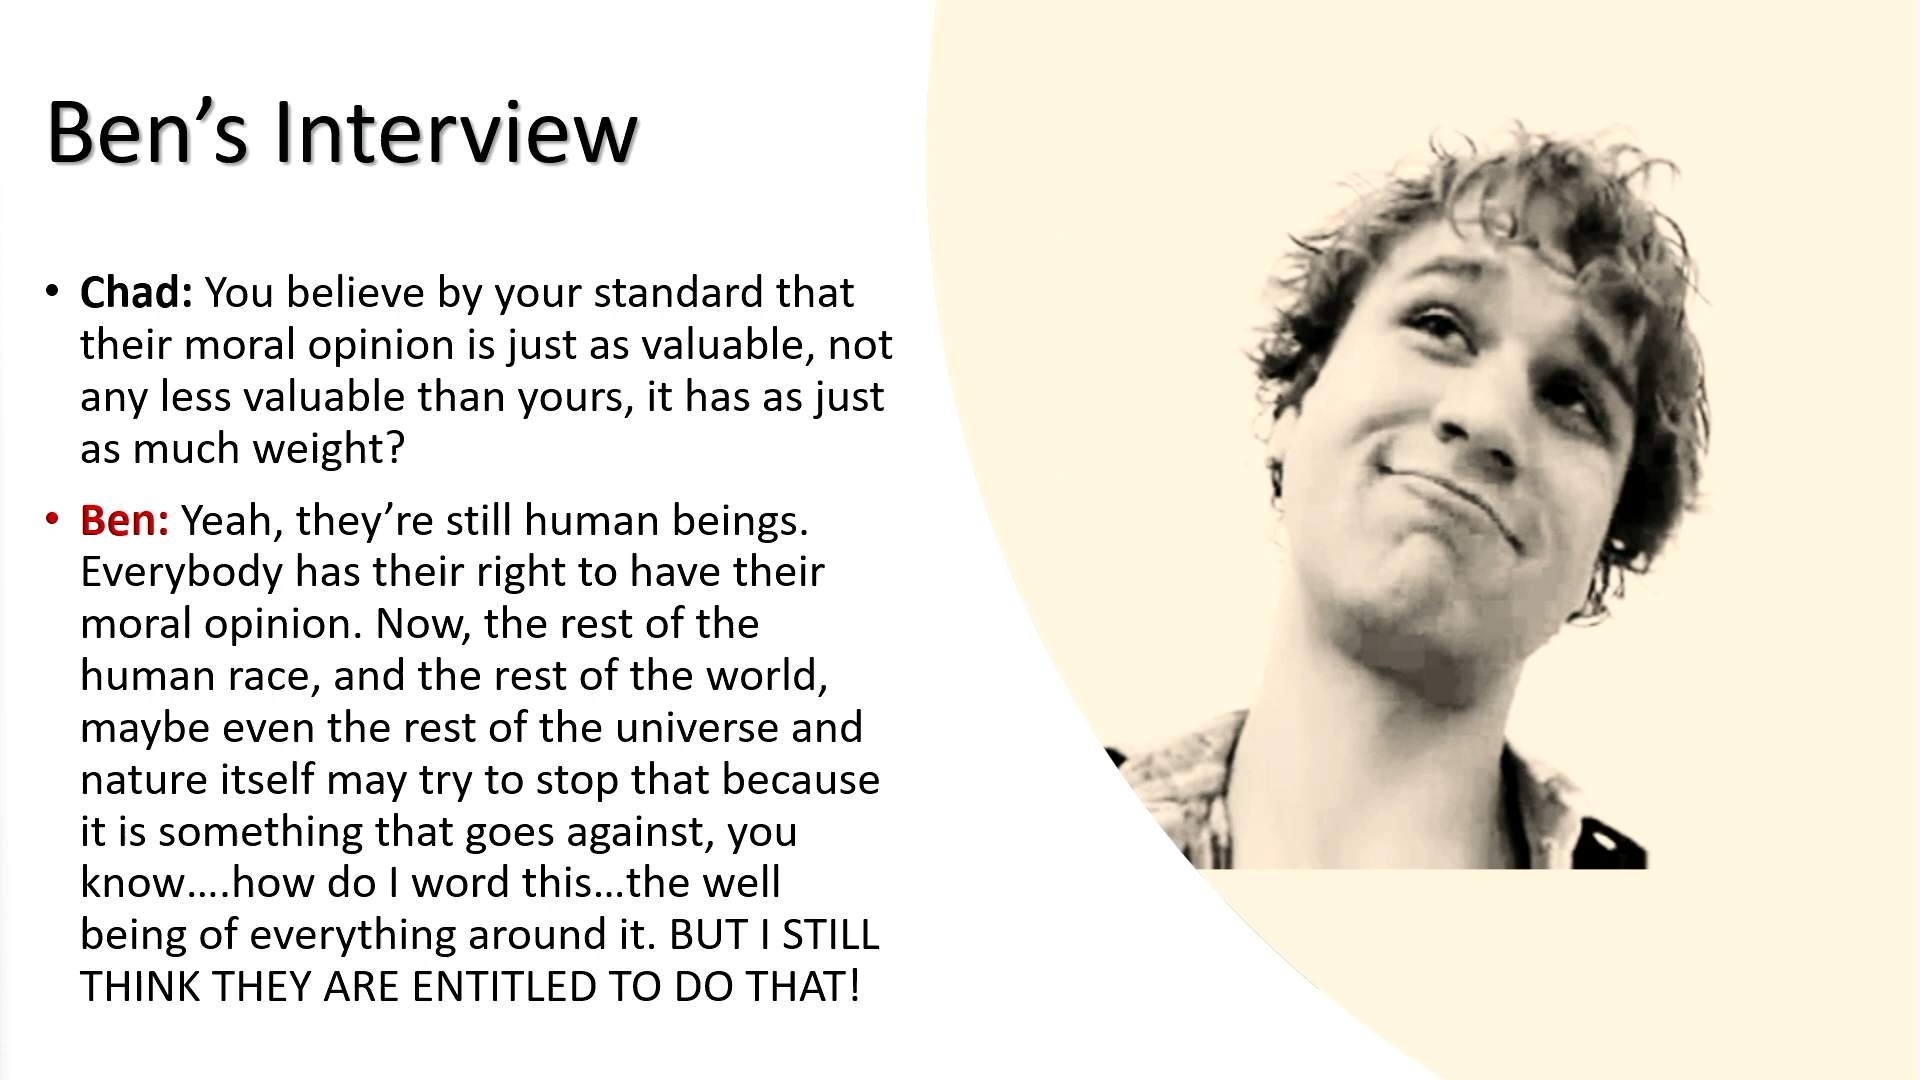 Ben’s Interview
• Chad: You believe by your standard that
their moral opinion is just as valuable, not
any less valuable than yours, it has as just
as much weight?
• Ben: Yeah, they’re still human beings.
Everybody has their right to have their
moral opinion. Now, the rest of the
human race, and the rest of the world,
maybe even the rest of the universe and
nature itself may try to stop that because
it is something that goes against, you
know....how do I word this...the well
being of everything around it. BUT I STILL
THINK THEY ARE ENTITLED TO DO THAT!